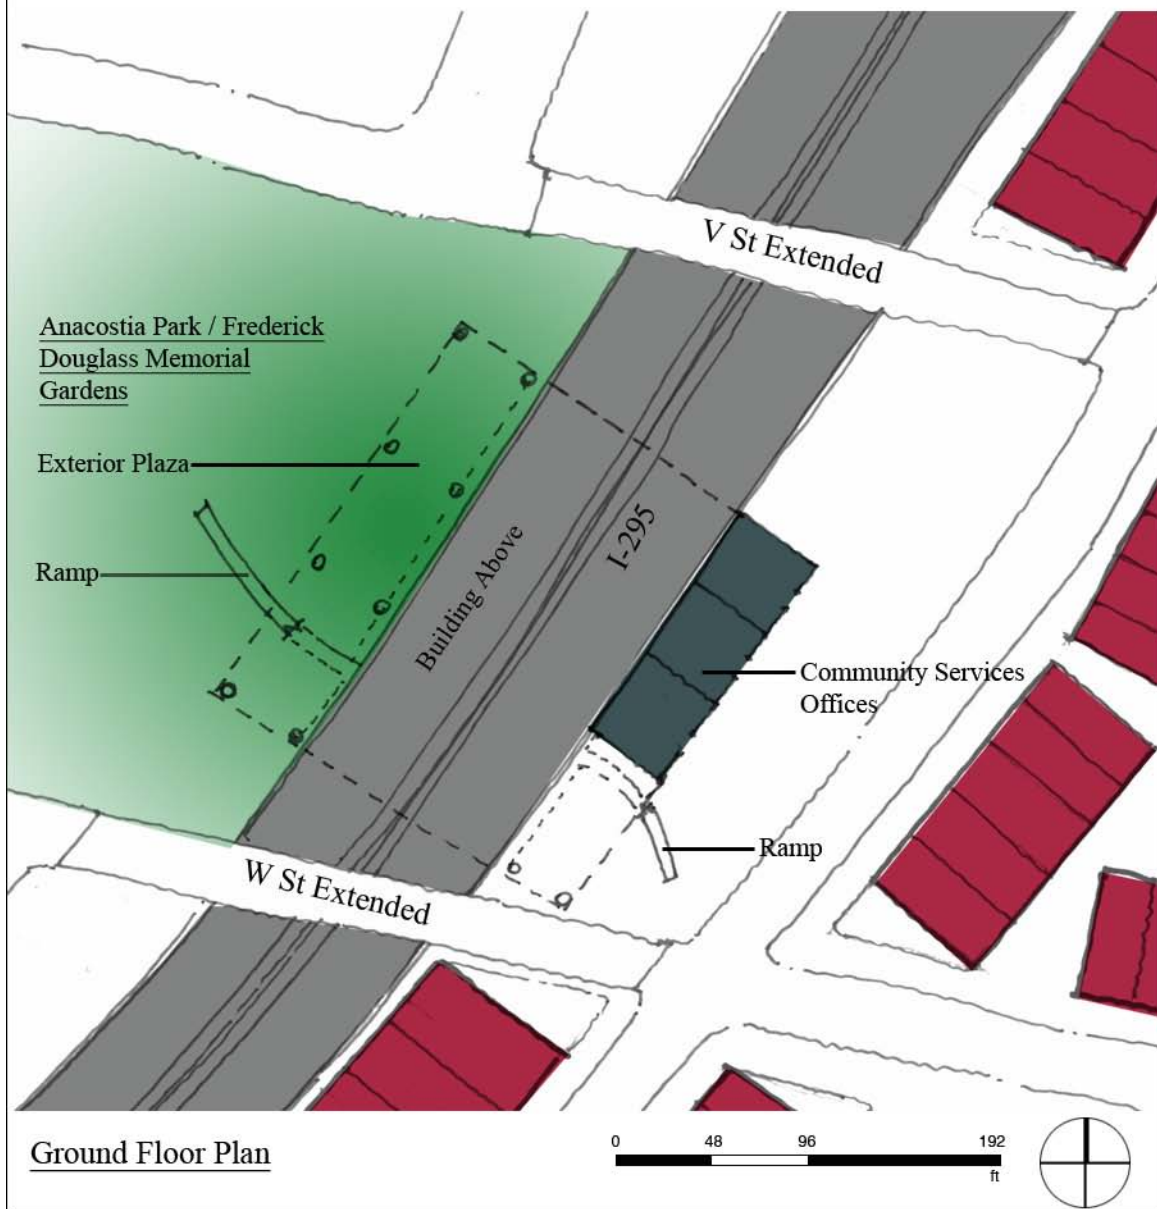 V St Extended
Anacostia Park / Frederick
Douglass Memorial
Gardens
Exterior Plaza
Ramp
Building Above
I-295
Community Services
Offices
Ramp
W St Extended
Ground Floor Plan
0 48 96 192
ft